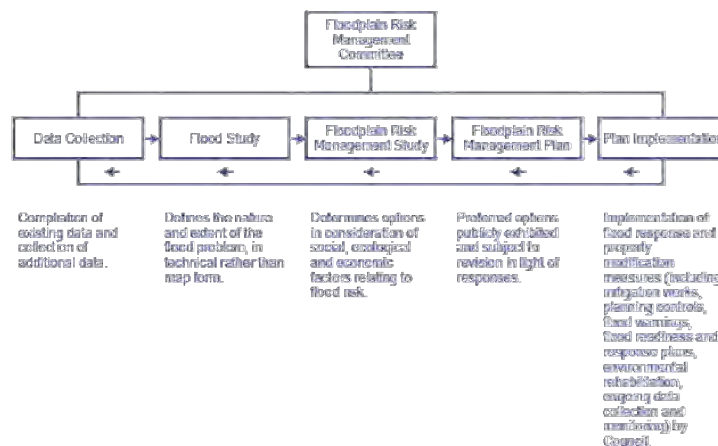 Floodplain Risk
Management
Committee
Data Collection
Flood Study
Floodplain Risk
Management Study
Floodplain Risk
Management Plan
Plan Implementation
Compilation of
existing data and
collection of
additional data.
Defines the nature
and extent of the
flood problem, in
technical rather than
map form.
Determines options
in consideration of
social, ecological
and economic
factors relating to
flood risk.
Preferred options
publicly exhibited
and subject to
revision in light of
responses.
Implementation of
flood response and
property
modification
measures (including
mitigation works,
planning controls,
flood warnings,
flood readiness and
response plans,
environmental
rehabilitation,
ongoing data
collection and
monitoring) by
Council.